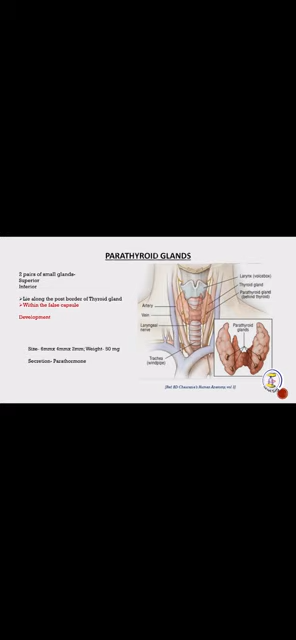 PARATHYROID GLANDS
2 pairs of small glands-
Superior
Inferior
➢Lie along the post border of Thyroid gland
➢Within the false capsule
Development
Size- 6mmx 4mmx 2mm; Weight- 50 mg
Secretion- Parathormone
Larynx (voicebox)
Thyroid gland
Parathyroid gland
(behind thyroid)
Artery
Vein
Laryngeal
nerve
Trachea
(windpipe)
Parathyroid
glands
(Ref. BD Chaurasia's Human Anatomy vol 3)